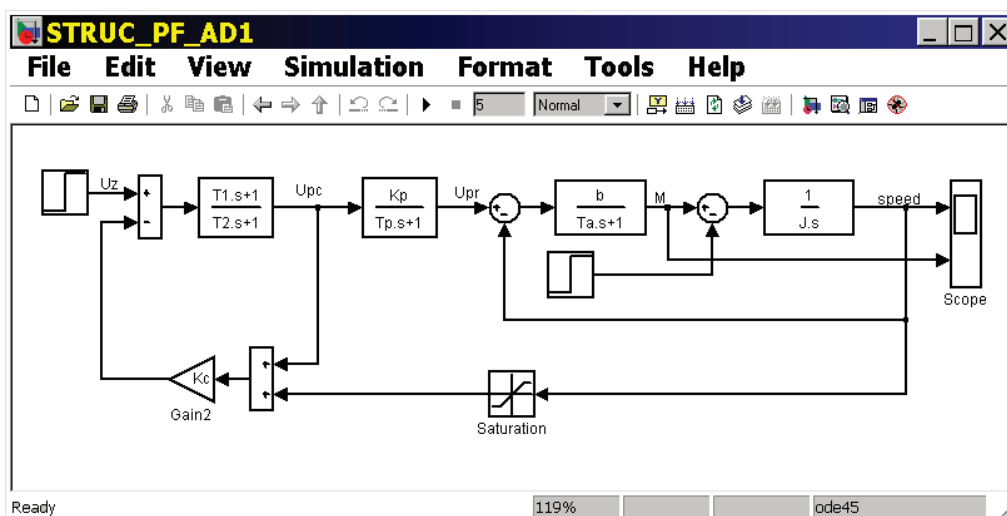 STRUC_PF_AD1
File Edit View Simulation Format Tools Help
5 Normal
Uz
T1.s+1
T2.s+1
Upc
Kp
Tp.s+1
Upr
b
Ta.s+1
M
1
J.s
speed
Scope
Kc
Gain2
Saturation
Ready 119% ode45